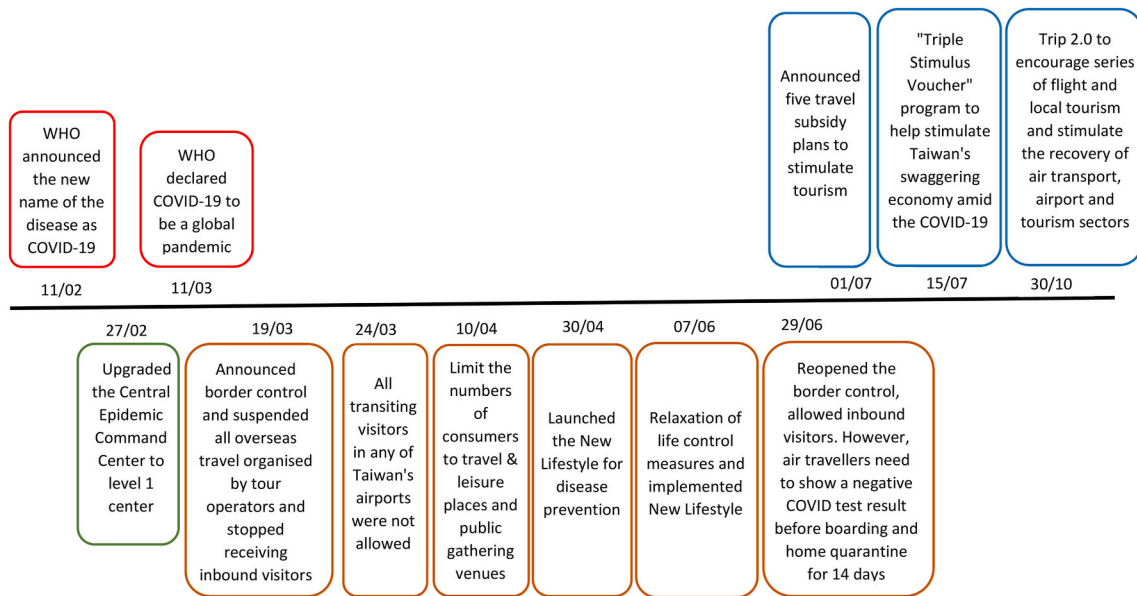 WHO
announced
the new
name of the
disease as
COVID-19
WHO
declared
COVID-19 to
be a global
pandemic
Announced
five travel
subsidy
plans to
stimulate
tourism
"Triple
Stimulus
Voucher"
program to
help stimulate
Taiwan's
swaggering
economy amid
the COVID-19
Trip 2.0 to
encourage series
of flight and
local tourism
and stimulate
the recovery of
air transport,
airport and
tourism sectors
11/02
11/03
01/07
15/07
30/10
27/02
19/03
24/03
10/04
30/04
07/06
29/06
Upgraded
the Central
Epidemic
Command
Center to
level 1
center
Announced
border control
and suspended
all overseas
travel organised
by tour
operators and
stopped
receiving
inbound visitors
All
transiting
visitors
in any of
Taiwan's
airports
were not
allowed
Limit the
numbers of
consumers
to travel &
leisure
places and
public
gathering
venues
Launched
the New
Lifestyle for
disease
prevention
Relaxation of
life control
measures and
implemented
New Lifestyle
Reopened the
border control,
allowed inbound
visitors. However,
air travellers need
to show a negative
COVID test result
before boarding and
home quarantine
for 14 days